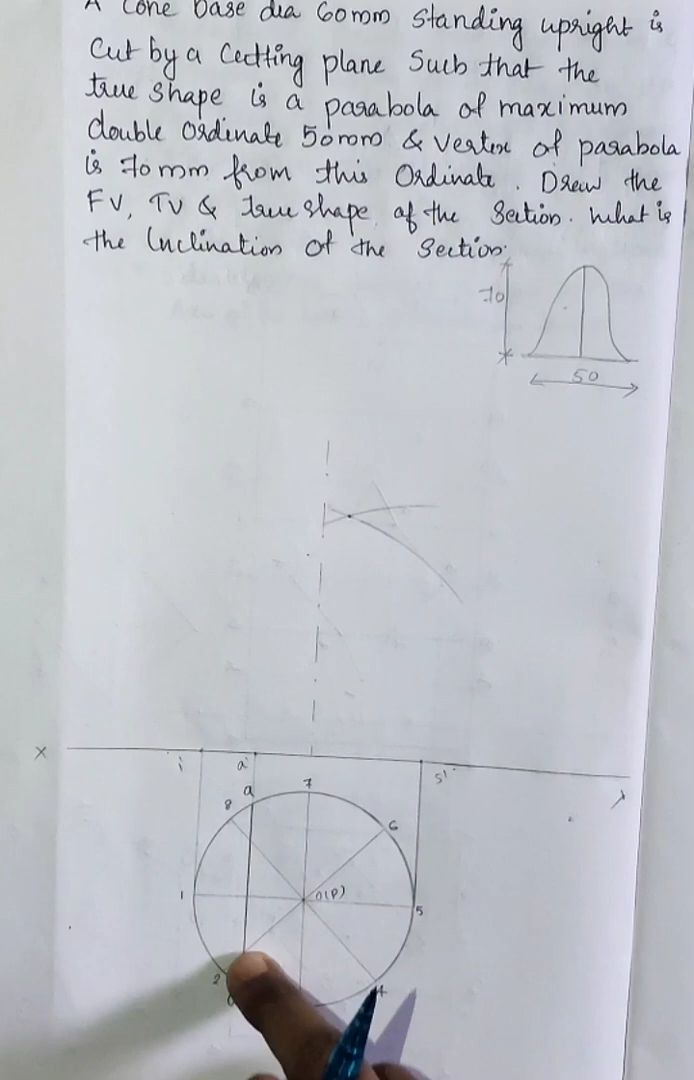 A Cone base dia 60mm Standing upright is
Cut by a Cutting plane Such that the
true shape is a parabola of maximum
double Ordinate 50mm & Vertex of parabola
is 70mm from this Ordinate. Draw the
FV, TV & true shape of the Section. What is
the Inclination of the Section.
70
50
X
1'
a'
5'
Y
a
7
8
6
1
O(P)
5
2
4